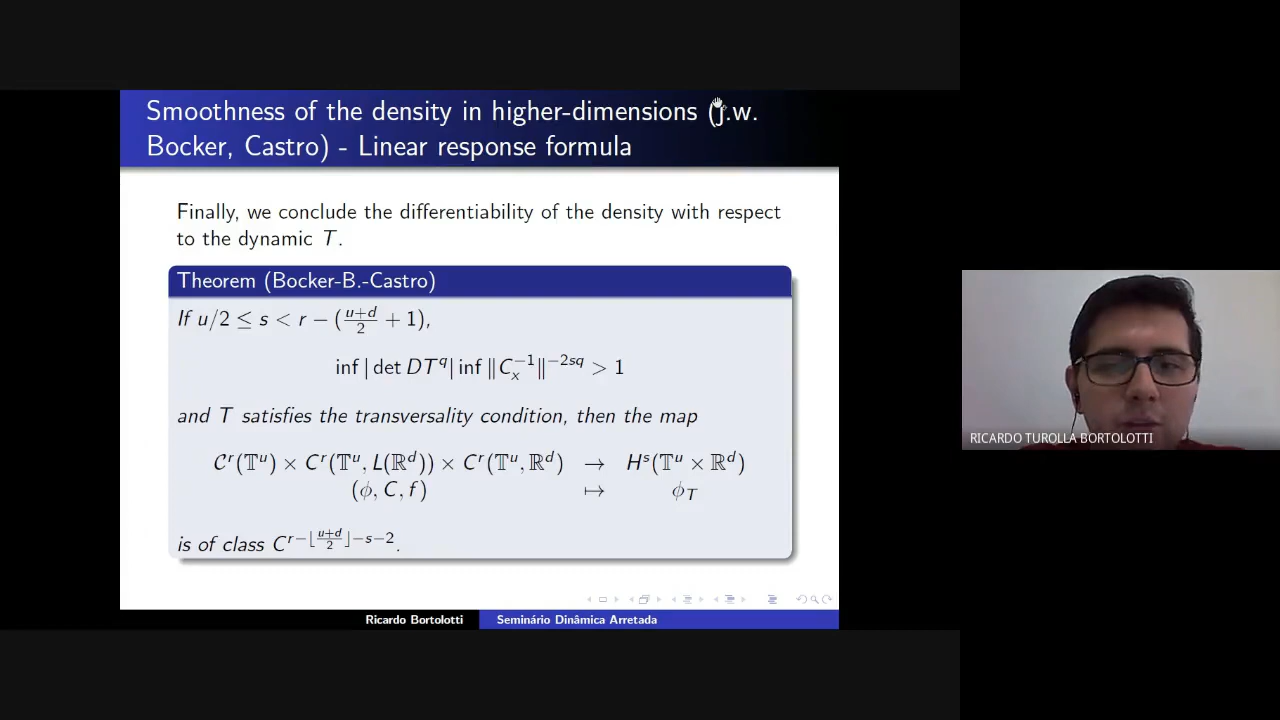 Smoothness of the density in higher-dimensions (j.w.
Bocker, Castro) - Linear response formula
Finally, we conclude the differentiability of the density with respect
to the dynamic T.
Theorem (Bocker-B.-Castro)
If u/2 ≤ s < r − (\frac{u+d}{2} + 1),
inf | det DT^q| inf ‖C_x^{−1}‖^{−2sq} > 1
and T satisfies the transversality condition, then the map
𝒞^r(𝕋^u) × C^r(𝕋^u, L(ℝ^d)) × C^r(𝕋^u, ℝ^d) → H^s(𝕋^u × ℝ^d)
(ϕ, C, f) ↦ ϕ_T
is of class C^{r−⌊\frac{u+d}{2}⌋−s−2}.
Ricardo Bortolotti Seminário Dinâmica Arretada
RICARDO TUROLLA BORTOLOTTI